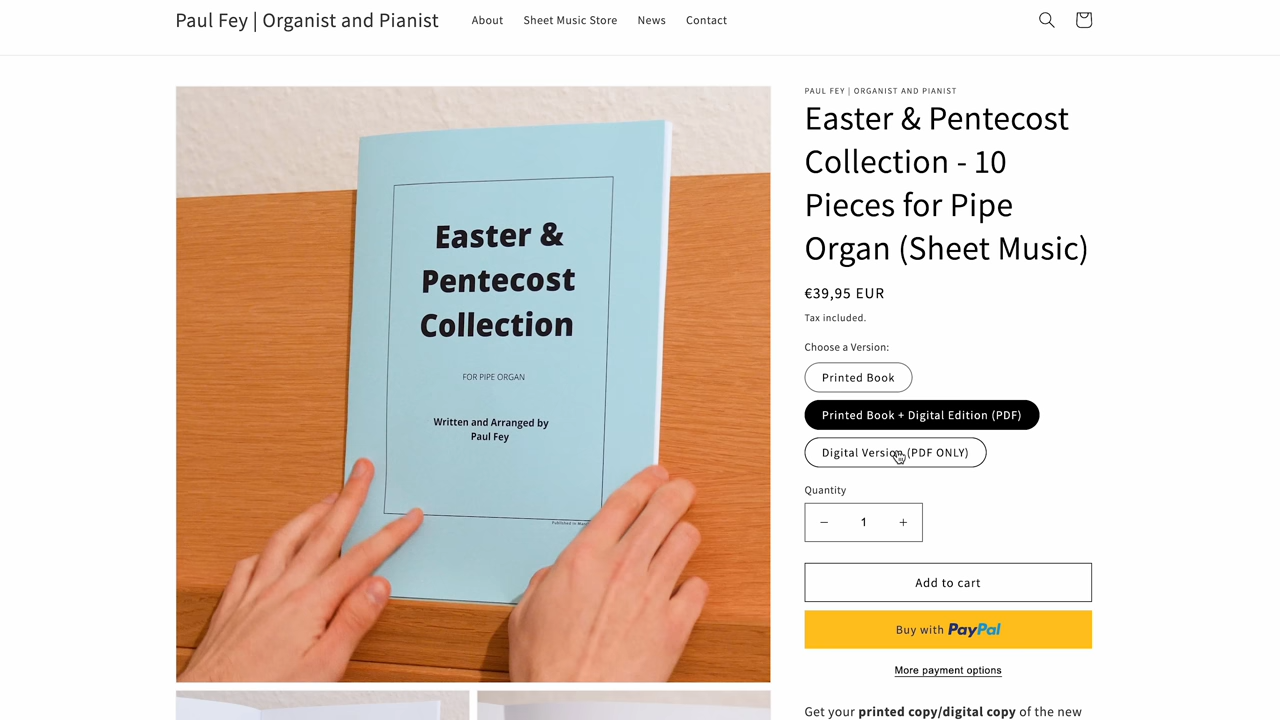 Paul Fey | Organist and Pianist
About
Sheet Music Store
News
Contact
Easter &
Pentecost
Collection
FOR PIPE ORGAN
Written and Arranged by
Paul Fey
PAUL FEY | ORGANIST AND PIANIST
Easter & Pentecost
Collection - 10
Pieces for Pipe
Organ (Sheet Music)
€39,95 EUR
Tax included.
Choose a Version:
Printed Book
Printed Book + Digital Edition (PDF)
Digital Version (PDF ONLY)
Quantity
− 1 +
Add to cart
Buy with PayPal
More payment options
Get your printed copy/digital copy of the new